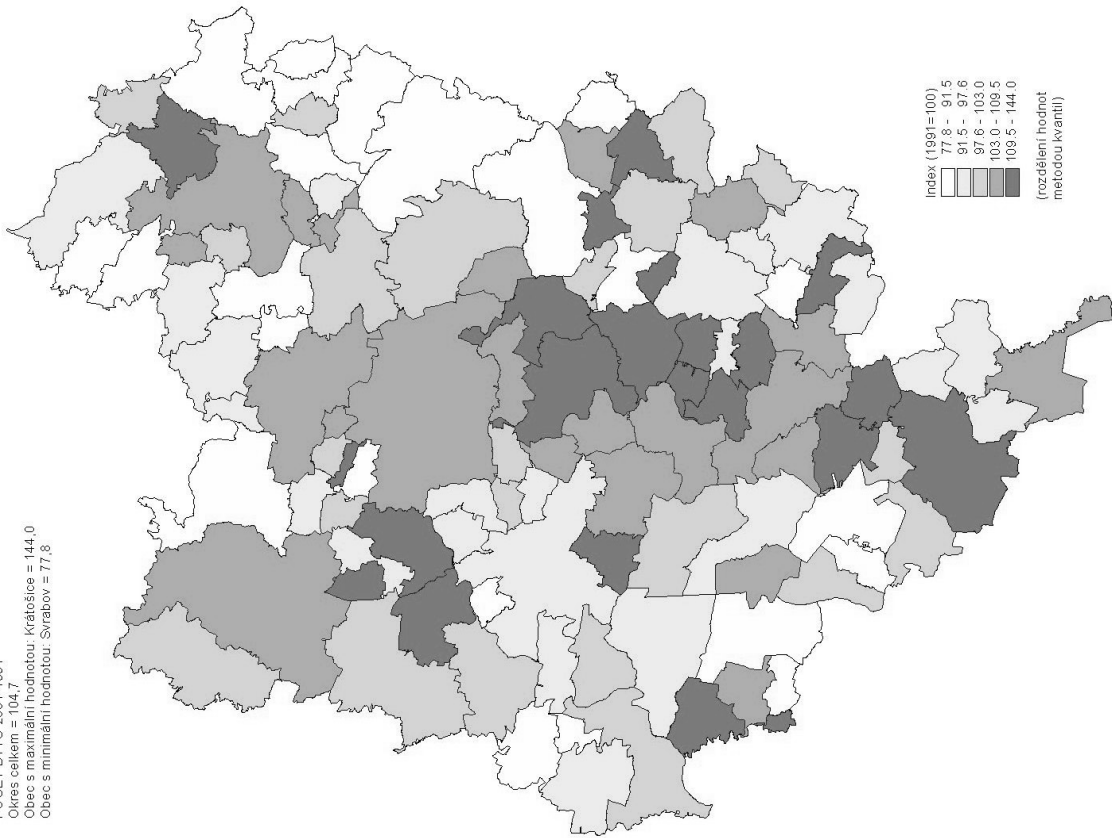 Okres celkem = 104,7
Obec s maximální hodnotou: Krátošice = 144,0
Obec s minimální hodnotou: Svrabov = 77,8
Index (1991=100)
77.8 - 91.5
91.5 - 97.6
97.6 - 103.0
103.0 - 109.5
109.5 - 144.0
(rozdělení hodnot
metodou kvantil)